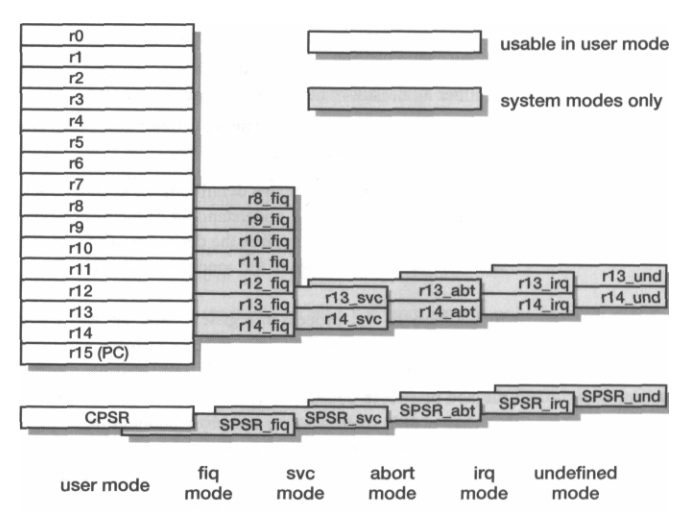 r0
usable in user mode
r1
r2
r3
system modes only
r4
r5
r6
r7
r8_fiq
r8
r9_fiq
r9
r10_fiq
r10
r11_fiq
r11
r12_fiq
r13_svc
r13_abt
r13_irq
r13_und
r12
r13_fiq
r14_svc
r14_abt
r14_irq
r14_und
r13
r14_fiq
r14
r15 (PC)
CPSR
SPSR_fiq
SPSR_svc
SPSR_abt
SPSR_irq
SPSR_und
user mode
fiq
mode
svc
mode
abort
mode
irq
mode
undefined
mode